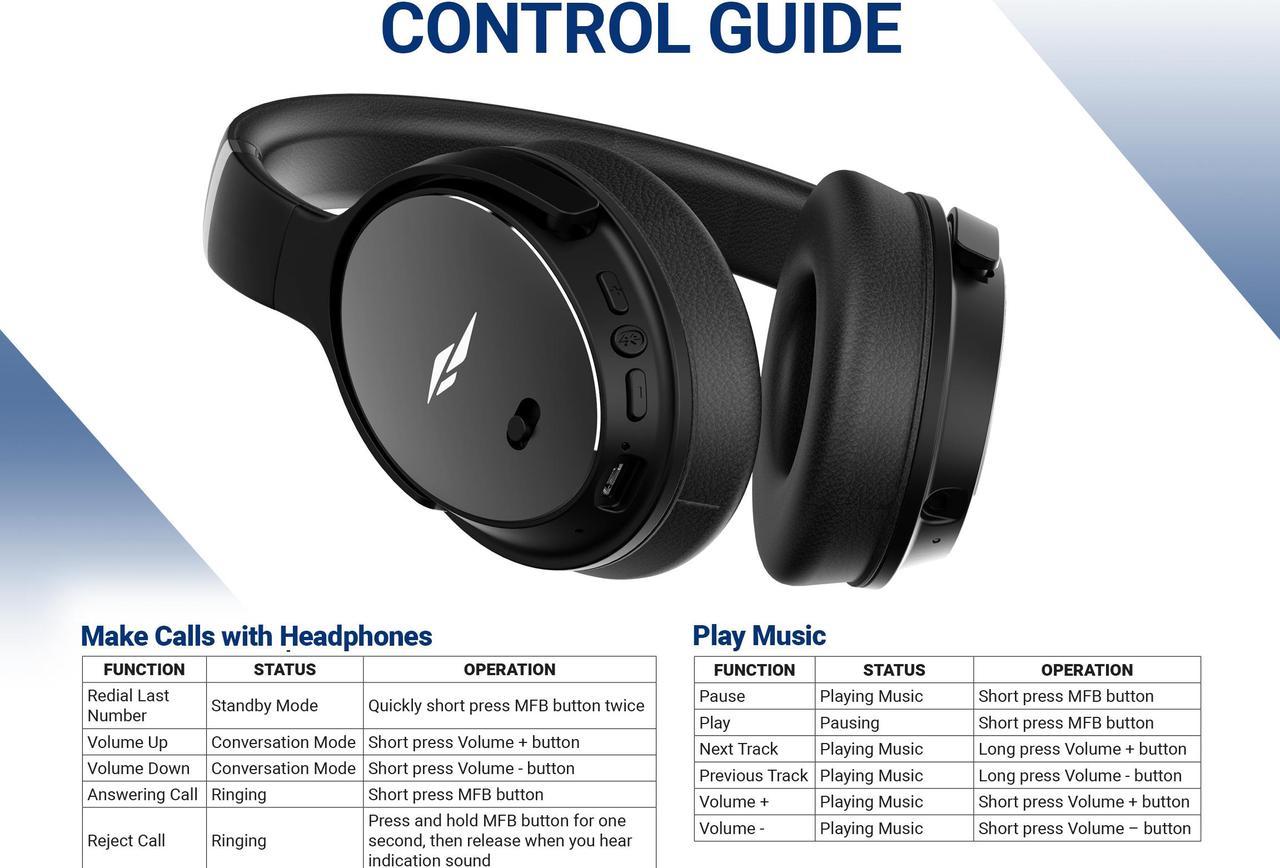 CONTROL GUIDE
+
-
Make Calls with Headphones
FUNCTION STATUS OPERATION
Redial Last
Number Standby Mode Quickly short press MFB button twice
Volume Up Conversation Mode Short press Volume + button
Volume Down Conversation Mode Short press Volume - button
Answering Call Ringing Short press MFB button
Reject Call Ringing Press and hold MFB button for one
second, then release when you hear
indication sound
Play Music
FUNCTION STATUS OPERATION
Pause Playing Music Short press MFB button
Play Pausing Short press MFB button
Next Track Playing Music Long press Volume + button
Previous Track Playing Music Long press Volume - button
Volume + Playing Music Short press Volume + button
Volume - Playing Music Short press Volume – button